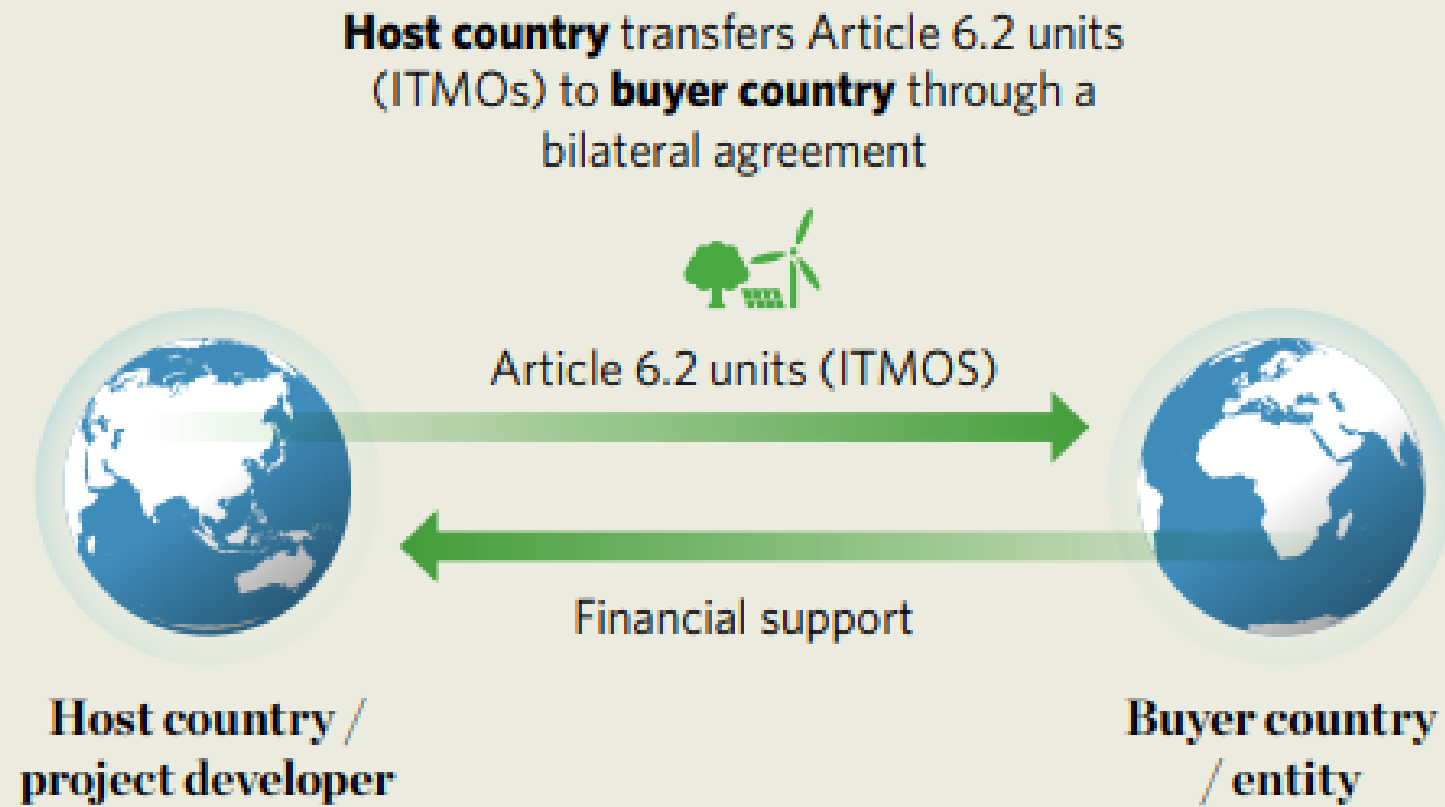 Host country transfers Article 6.2 units
(ITMOs) to buyer country through a
bilateral agreement
Article 6.2 units (ITMOS)
Financial support
Host country /
project developer
Buyer country
/ entity